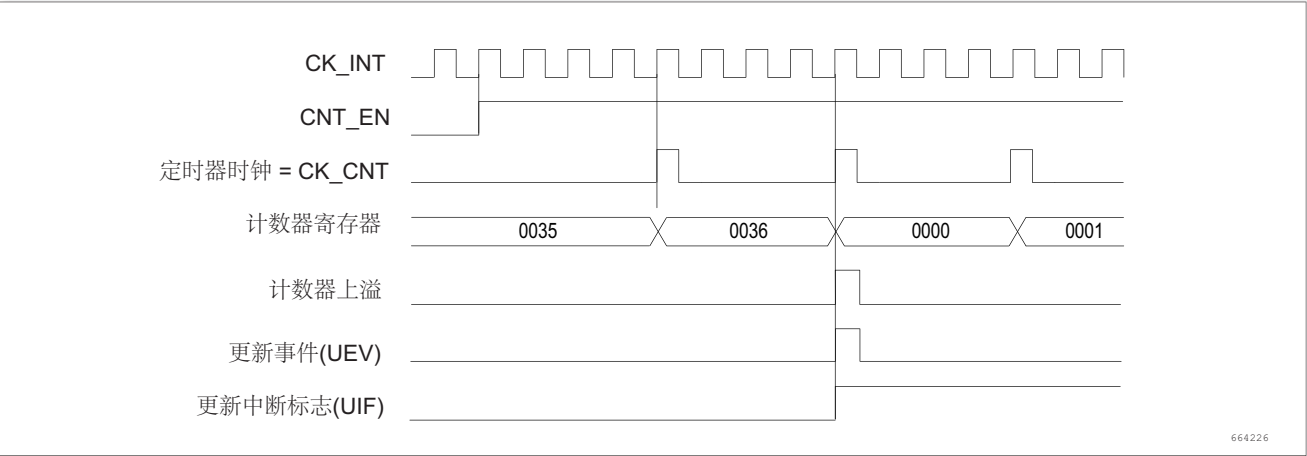 CK_INT
CNT_EN
定时器时钟 = CK_CNT
计数器寄存器 0035 0036 0000 0001
计数器上溢
更新事件(UEV)
更新中断标志(UIF)
664226